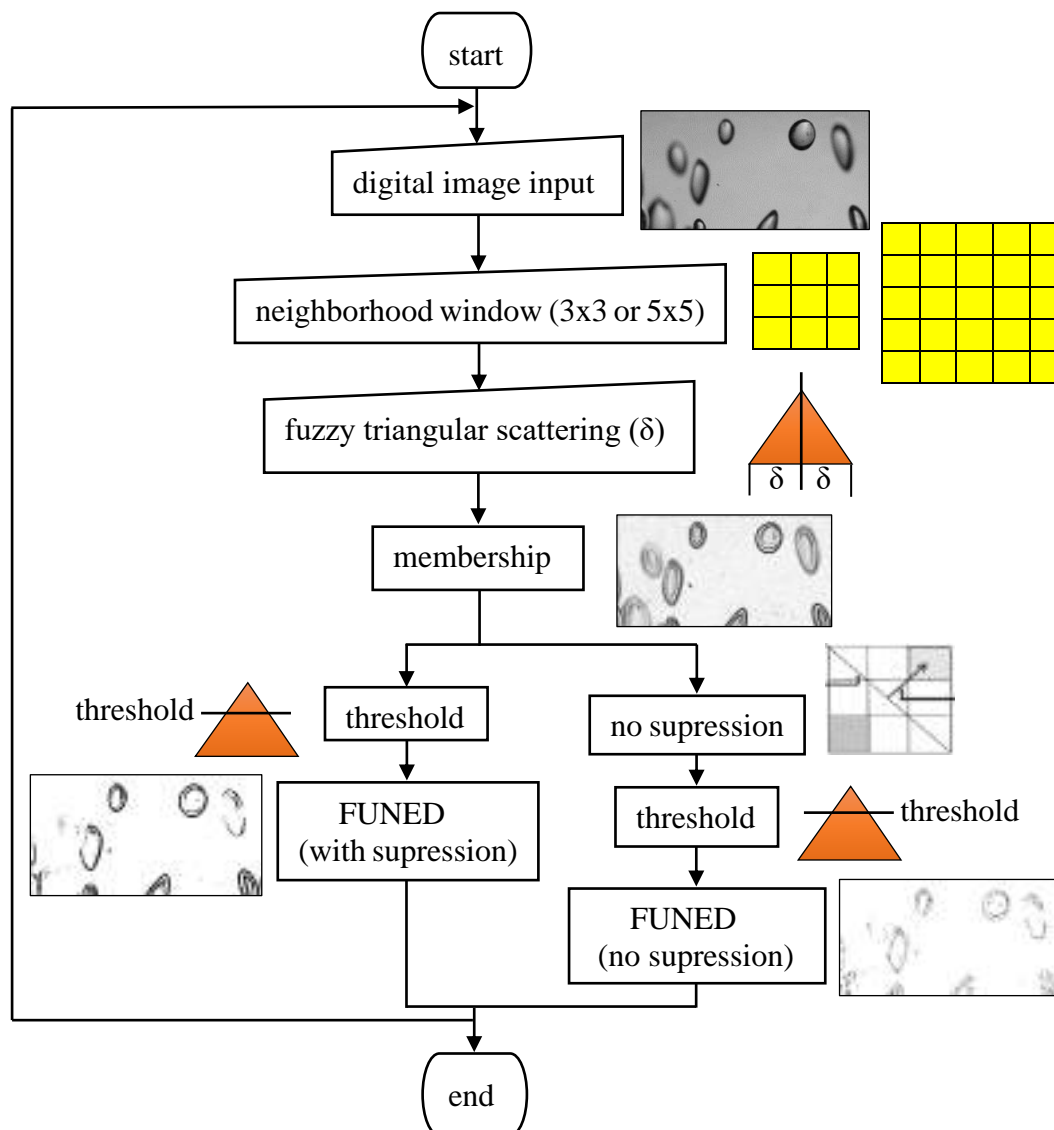 start
digital image input
neighborhood window (3x3 or 5x5)
fuzzy triangular scattering (δ)
δ δ
membership
threshold
threshold
no supression
FUNED
(with supression)
threshold
threshold
FUNED
(no supression)
end